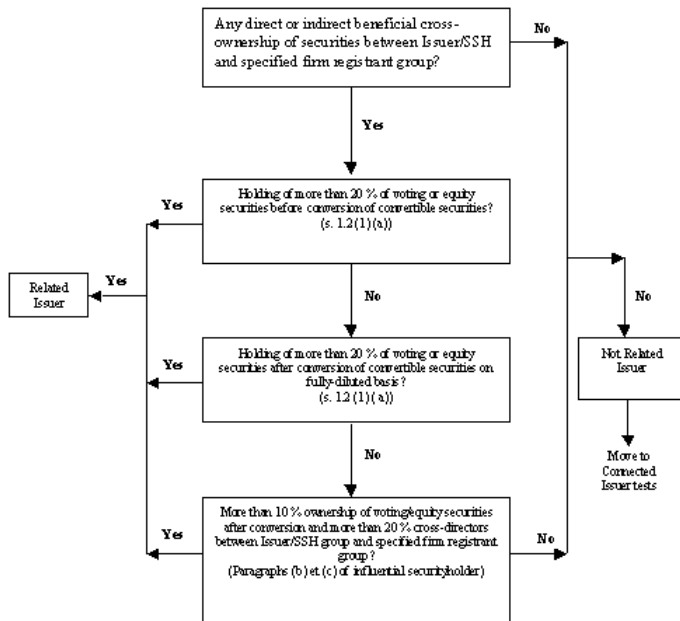 Any direct or indirect beneficial cross-
ownership of securities between Issuer/SSH
and specified firm registrant group?
No
Yes
Holding of more than 20 % of voting or equity
securities before conversion of convertible securities?
(s. 1.2 (1) (a))
Yes
Yes
Related
Issuer
No
No
Holding of more than 20 % of voting or equity
securities after conversion of convertible securities on
fully-diluted basis?
(s. 1.2 (1) (a))
Yes
Not Related
Issuer
No
Move to
Connected
Issuer tests
More than 10 % ownership of voting/equity securities
after conversion and more than 20 % cross-directors
between Issuer/SSH group and specified firm registrant
group?
(Paragraphs (b) et (c) of influential securityholder)
Yes
No